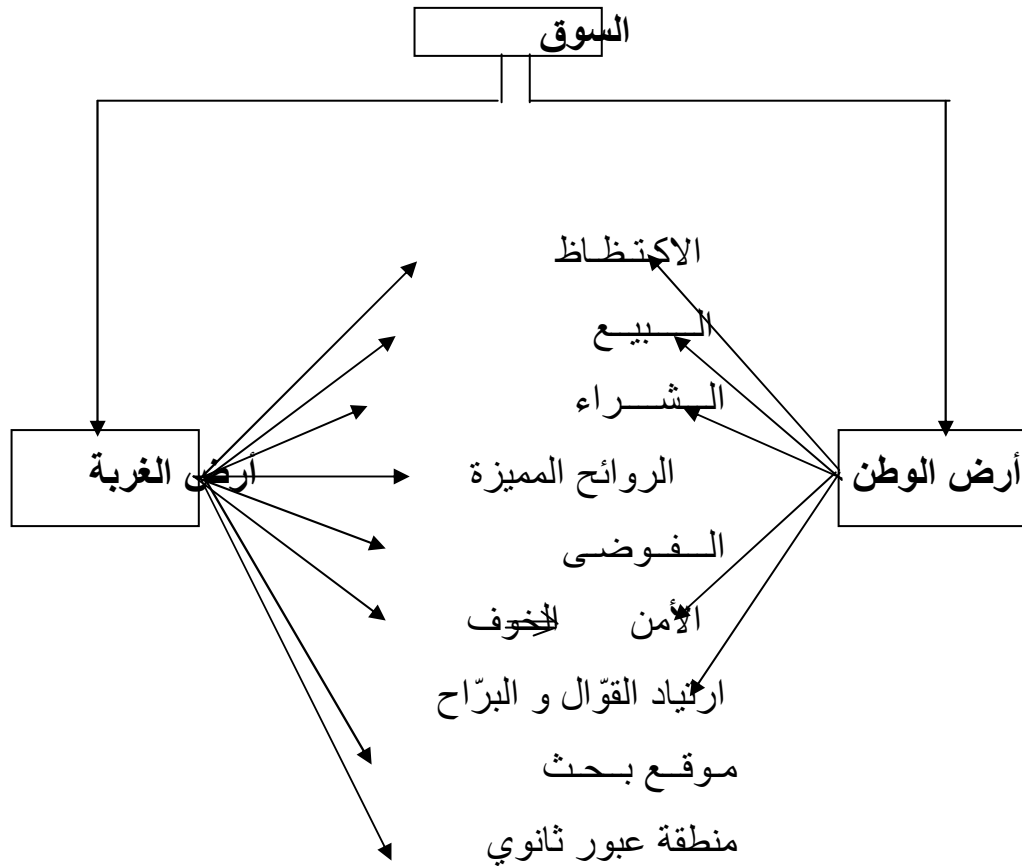 السوق
الاكتظاظ
البيع
الشراء
أرض الوطن
الروائح المميزة
أرض الغربة
الفوضى
الأمن الخوف
ارتياد القوّال و البرّاح
موقع بحث
منطقة عبور ثانوي